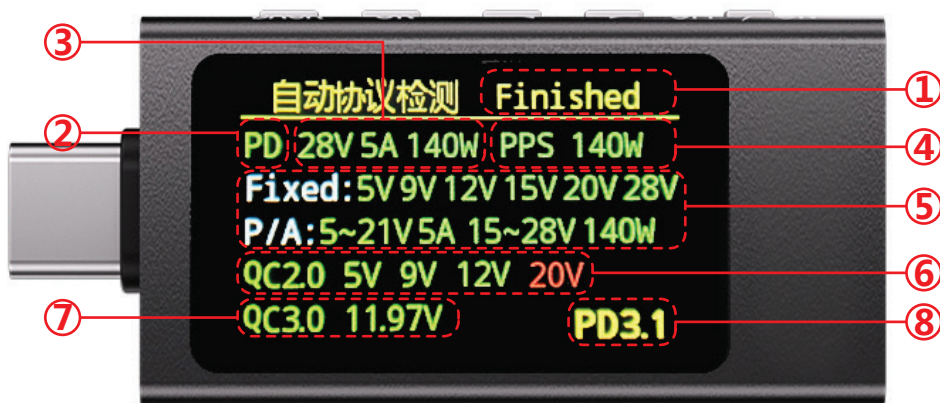 ③
自动协议检测 Finished
①
②
PD 28V 5A 140W PPS 140W
④
Fixed: 5V 9V 12V 15V 20V 28V
⑤
P/A: 5~21V 5A 15~28V 140W
QC2.0 5V 9V 12V 20V
⑥
⑦
QC3.0 11.97V PD3.1
⑧